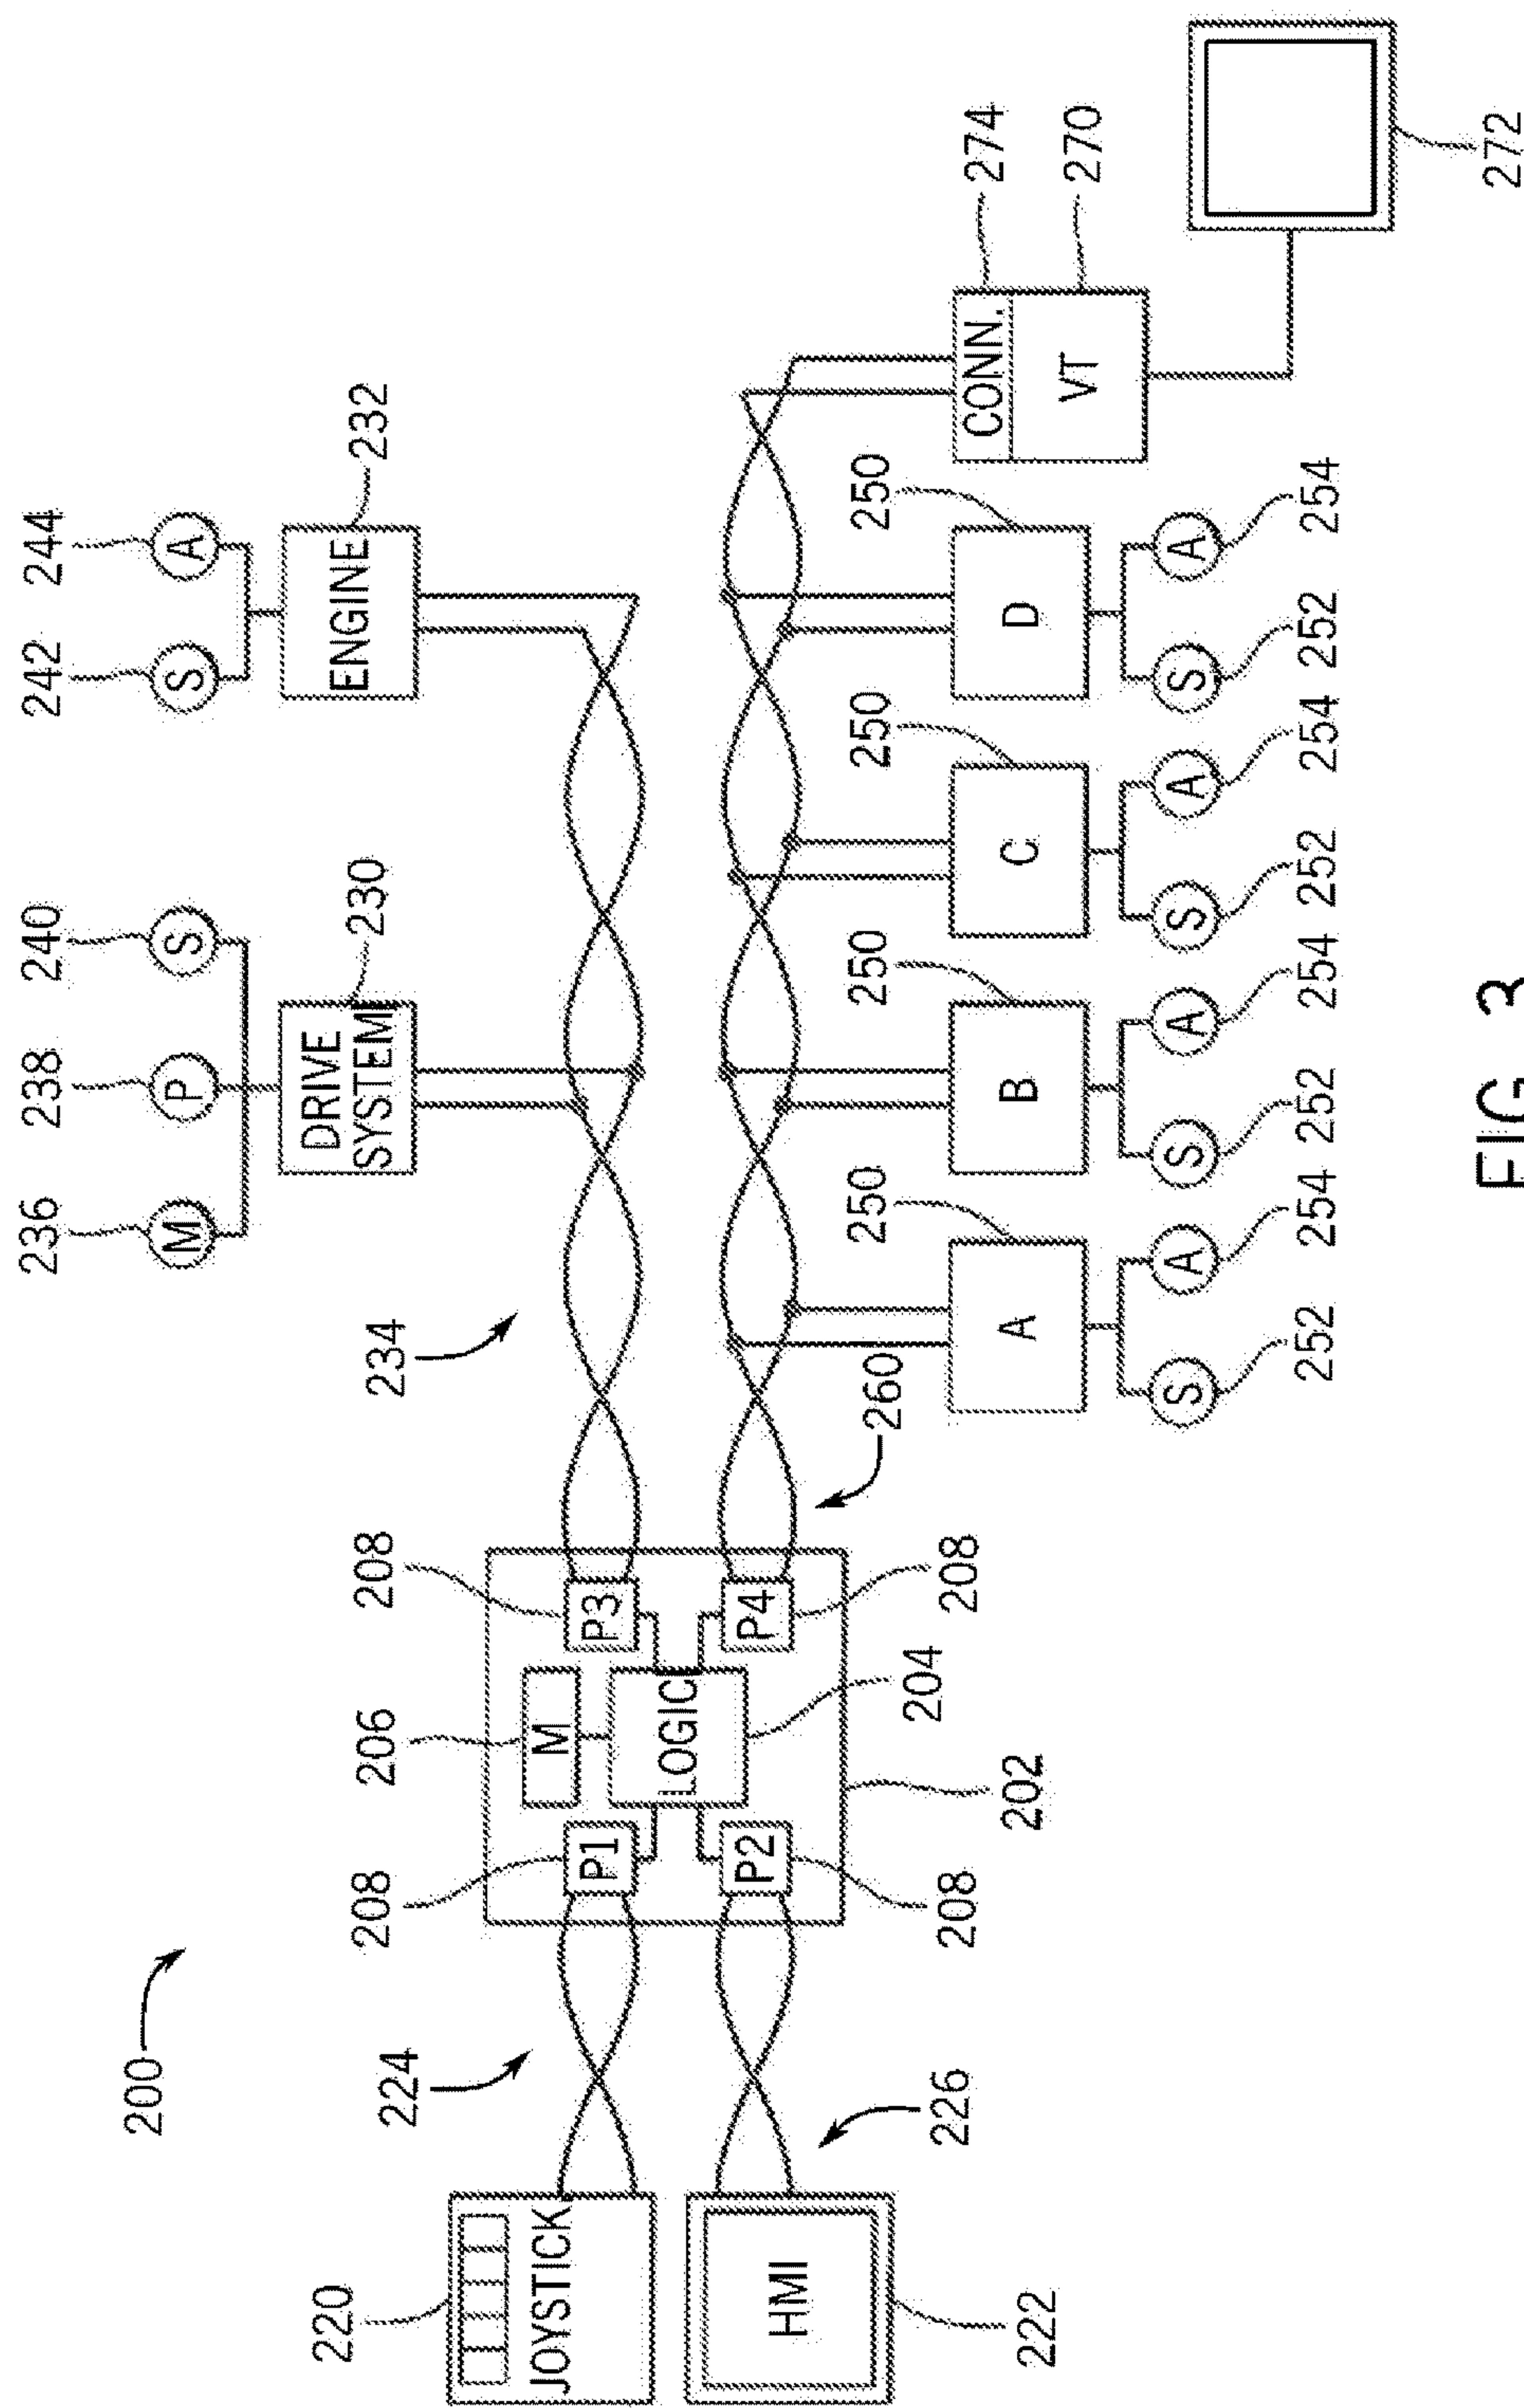 200
236
238
240
242
244
M
P
S
S
A
230
232
DRIVE
SYSTEM
ENGINE
220
224
208
206
208
234
JOYSTICK
P1
M
P3
LOGIC
HMI
P2
P4
222
226
208
202
204
208
260
250
250
250
250
274
270
A
B
C
D
CONN.
VT
S
A
S
A
S
A
S
A
252
254
252
254
252
254
252
254
272
FIG. 3